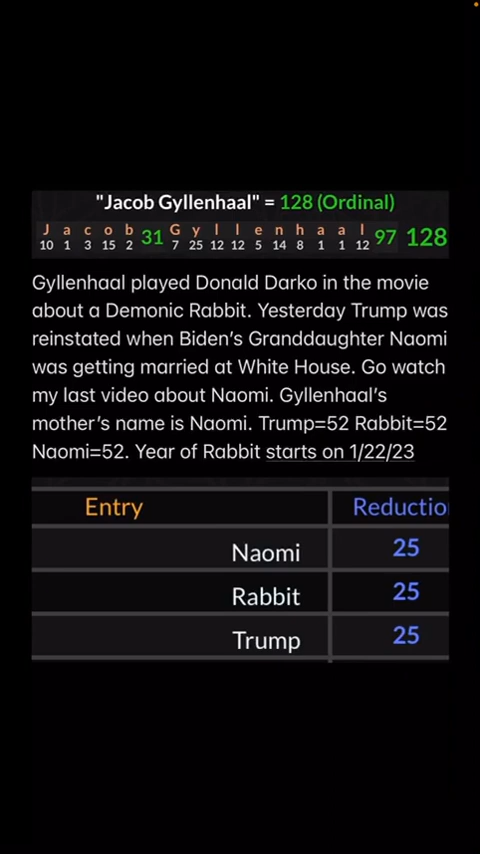 "Jacob Gyllenhaal" = 128 (Ordinal)
J a c o b 31 G y l l e n h a a l 97 128
10 1 3 15 2 7 25 12 12 5 14 8 1 1 12
Gyllenhaal played Donald Darko in the movie
about a Demonic Rabbit. Yesterday Trump was
reinstated when Biden's Granddaughter Naomi
was getting married at White House. Go watch
my last video about Naomi. Gyllenhaal's
mother's name is Naomi. Trump=52 Rabbit=52
Naomi=52. Year of Rabbit starts on 1/22/23
Entry Reductio
Naomi 25
Rabbit 25
Trump 25